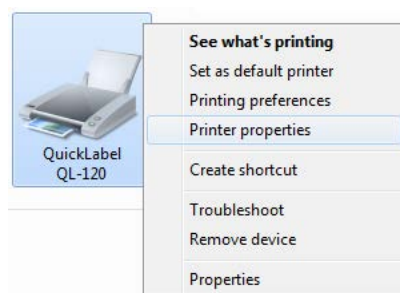 QuickLabel
QL-120
See what's printing
Set as default printer
Printing preferences
Printer properties
Create shortcut
Troubleshoot
Remove device
Properties